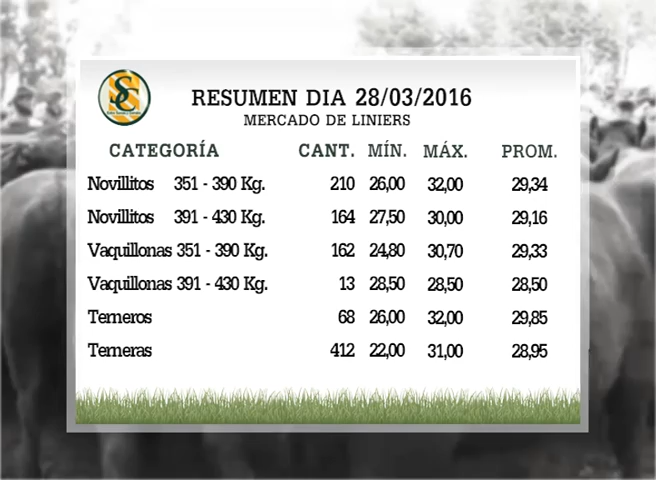 SC
RESUMEN DIA 28/03/2016
MERCADO DE LINIERS
CATEGORÍA CANT. MÍN. MÁX. PROM.
Novillitos 351 - 390 Kg. 210 26,00 32,00 29,34
Novillitos 391 - 430 Kg. 164 27,50 30,00 29,16
Vaquillonas 351 - 390 Kg. 162 24,80 30,70 29,33
Vaquillonas 391 - 430 Kg. 13 28,50 28,50 28,50
Terneros 68 26,00 32,00 29,85
Terneras 412 22,00 31,00 28,95